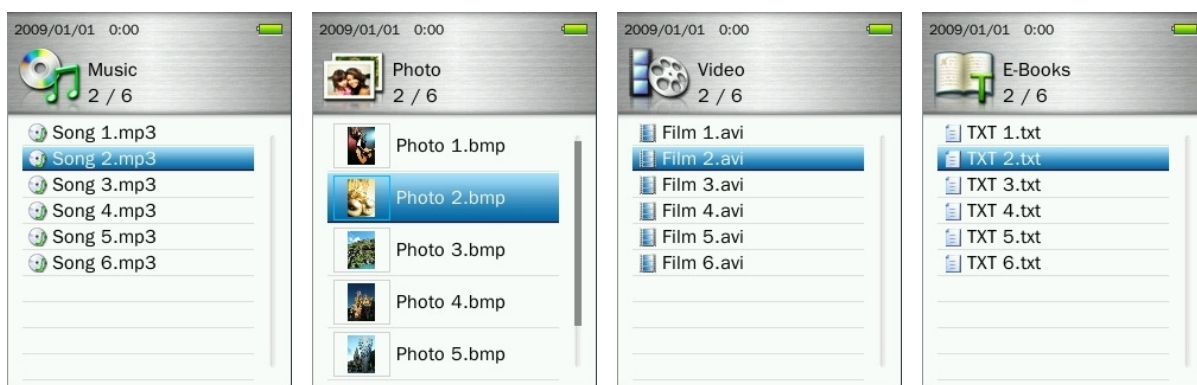 2009/01/01 0:00
Music
2 / 6
Song 1.mp3
Song 2.mp3
Song 3.mp3
Song 4.mp3
Song 5.mp3
Song 6.mp3
2009/01/01 0:00
Photo
2 / 6
Photo 1.bmp
Photo 2.bmp
Photo 3.bmp
Photo 4.bmp
Photo 5.bmp
2009/01/01 0:00
Video
2 / 6
Film 1.avi
Film 2.avi
Film 3.avi
Film 4.avi
Film 5.avi
Film 6.avi
2009/01/01 0:00
E-Books
T
2 / 6
TXT 1.txt
TXT 2.txt
TXT 3.txt
TXT 4.txt
TXT 5.txt
TXT 6.txt